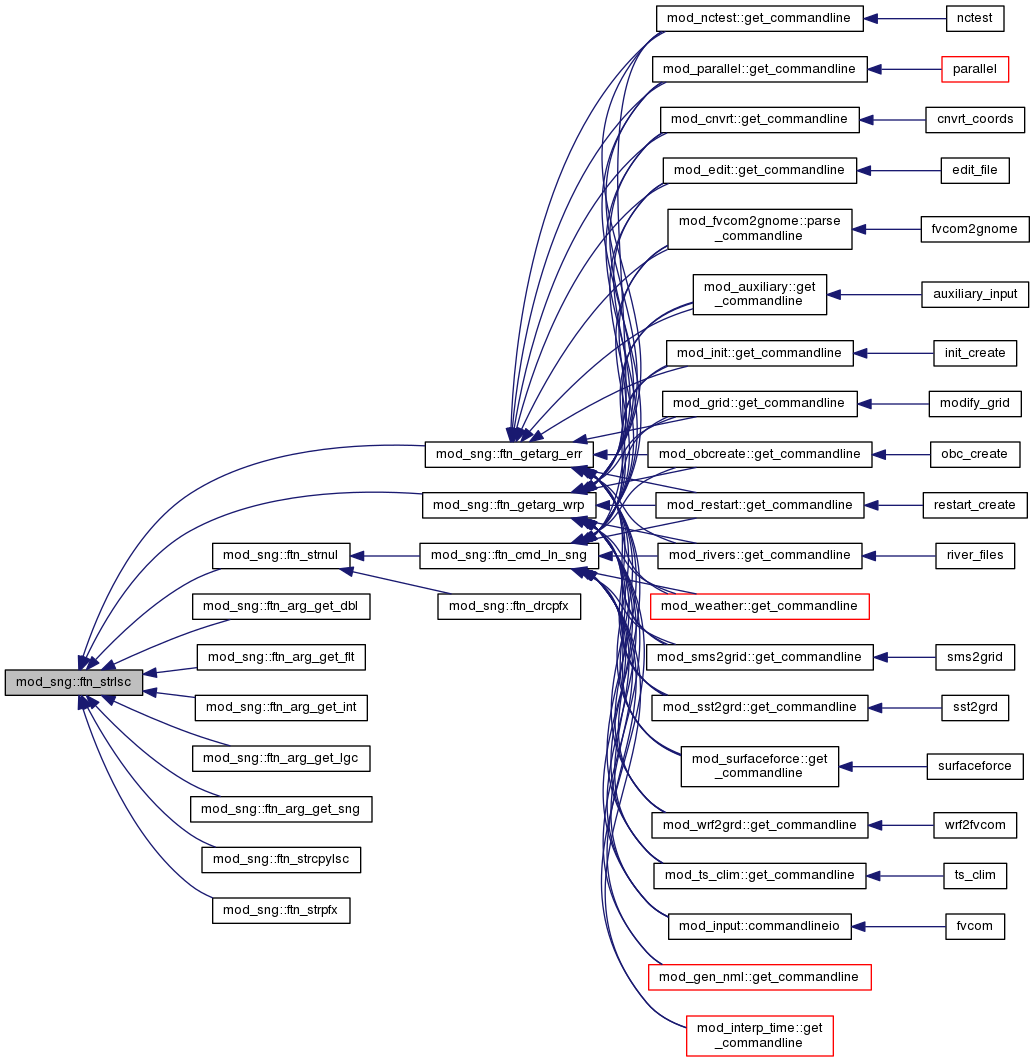 mod_nctest::get_commandline
nctest
mod_parallel::get_commandline
parallel
mod_cnvrt::get_commandline
cnvrt_coords
mod_edit::get_commandline
edit_file
mod_fvcom2gnome::parse
_commandline
fvcom2gnome
mod_auxiliary::get
_commandline
auxiliary_input
mod_init::get_commandline
init_create
mod_grid::get_commandline
modify_grid
mod_sng::ftn_getarg_err
mod_obcreate::get_commandline
obc_create
mod_sng::ftn_getarg_wrp
mod_restart::get_commandline
restart_create
mod_sng::ftn_strnul
mod_sng::ftn_cmd_ln_sng
mod_rivers::get_commandline
river_files
mod_sng::ftn_arg_get_dbl
mod_sng::ftn_drcpfx
mod_weather::get_commandline
mod_sng::ftn_arg_get_flt
mod_sms2grid::get_commandline
sms2grid
mod_sng::ftn_strlsc
mod_sng::ftn_arg_get_int
mod_sst2grd::get_commandline
sst2grd
mod_sng::ftn_arg_get_lgc
mod_surfaceforce::get
_commandline
surfaceforce
mod_sng::ftn_arg_get_sng
mod_wrf2grd::get_commandline
wrf2fvcom
mod_sng::ftn_strcpylsc
mod_ts_clim::get_commandline
ts_clim
mod_sng::ftn_strpfx
mod_input::commandlineio
fvcom
mod_gen_nml::get_commandline
mod_interp_time::get
_commandline